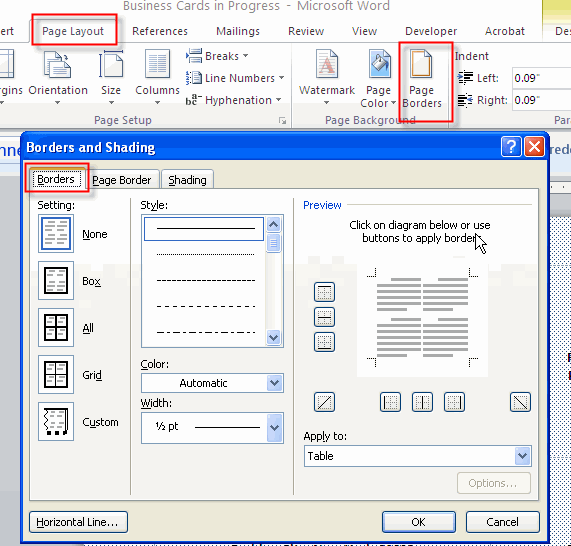 Business Cards in Progress - Microsoft Word
ert Page Layout References Mailings Review View Developer Acrobat Des
rgins Orientation Size Columns Breaks Line Numbers Hyphenation
Watermark Page Color Page Borders
Indent
Left: 0.09"
Right: 0.09"
Page Setup Page Background Par
Borders and Shading
Borders Page Border Shading
Setting: Style: Preview
None
Box
All
Grid
Custom
Click on diagram below or use
buttons to apply borders
Color:
Automatic
Width:
½ pt
Apply to:
Table
Options...
Horizontal Line... OK Cancel